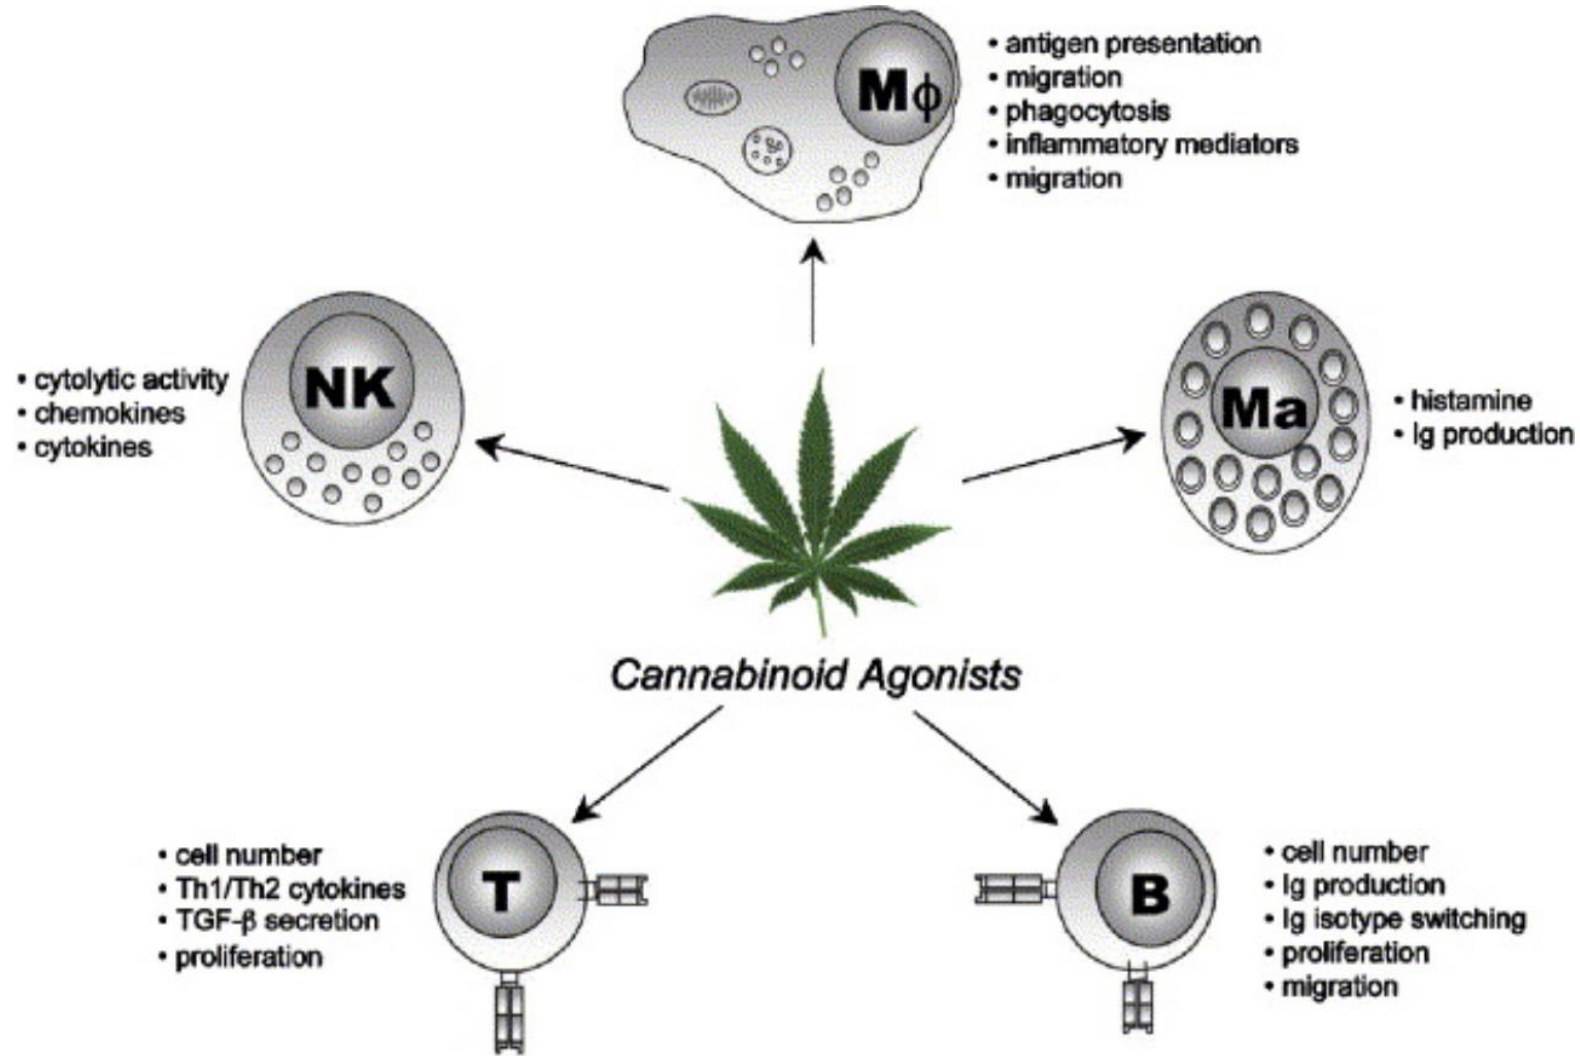 Mϕ
• antigen presentation
• migration
• phagocytosis
• inflammatory mediators
• migration
NK
• cytolytic activity
• chemokines
• cytokines
Ma
• histamine
• Ig production
Cannabinoid Agonists
T
• cell number
• Th1/Th2 cytokines
• TGF-β secretion
• proliferation
B
• cell number
• Ig production
• Ig isotype switching
• proliferation
• migration